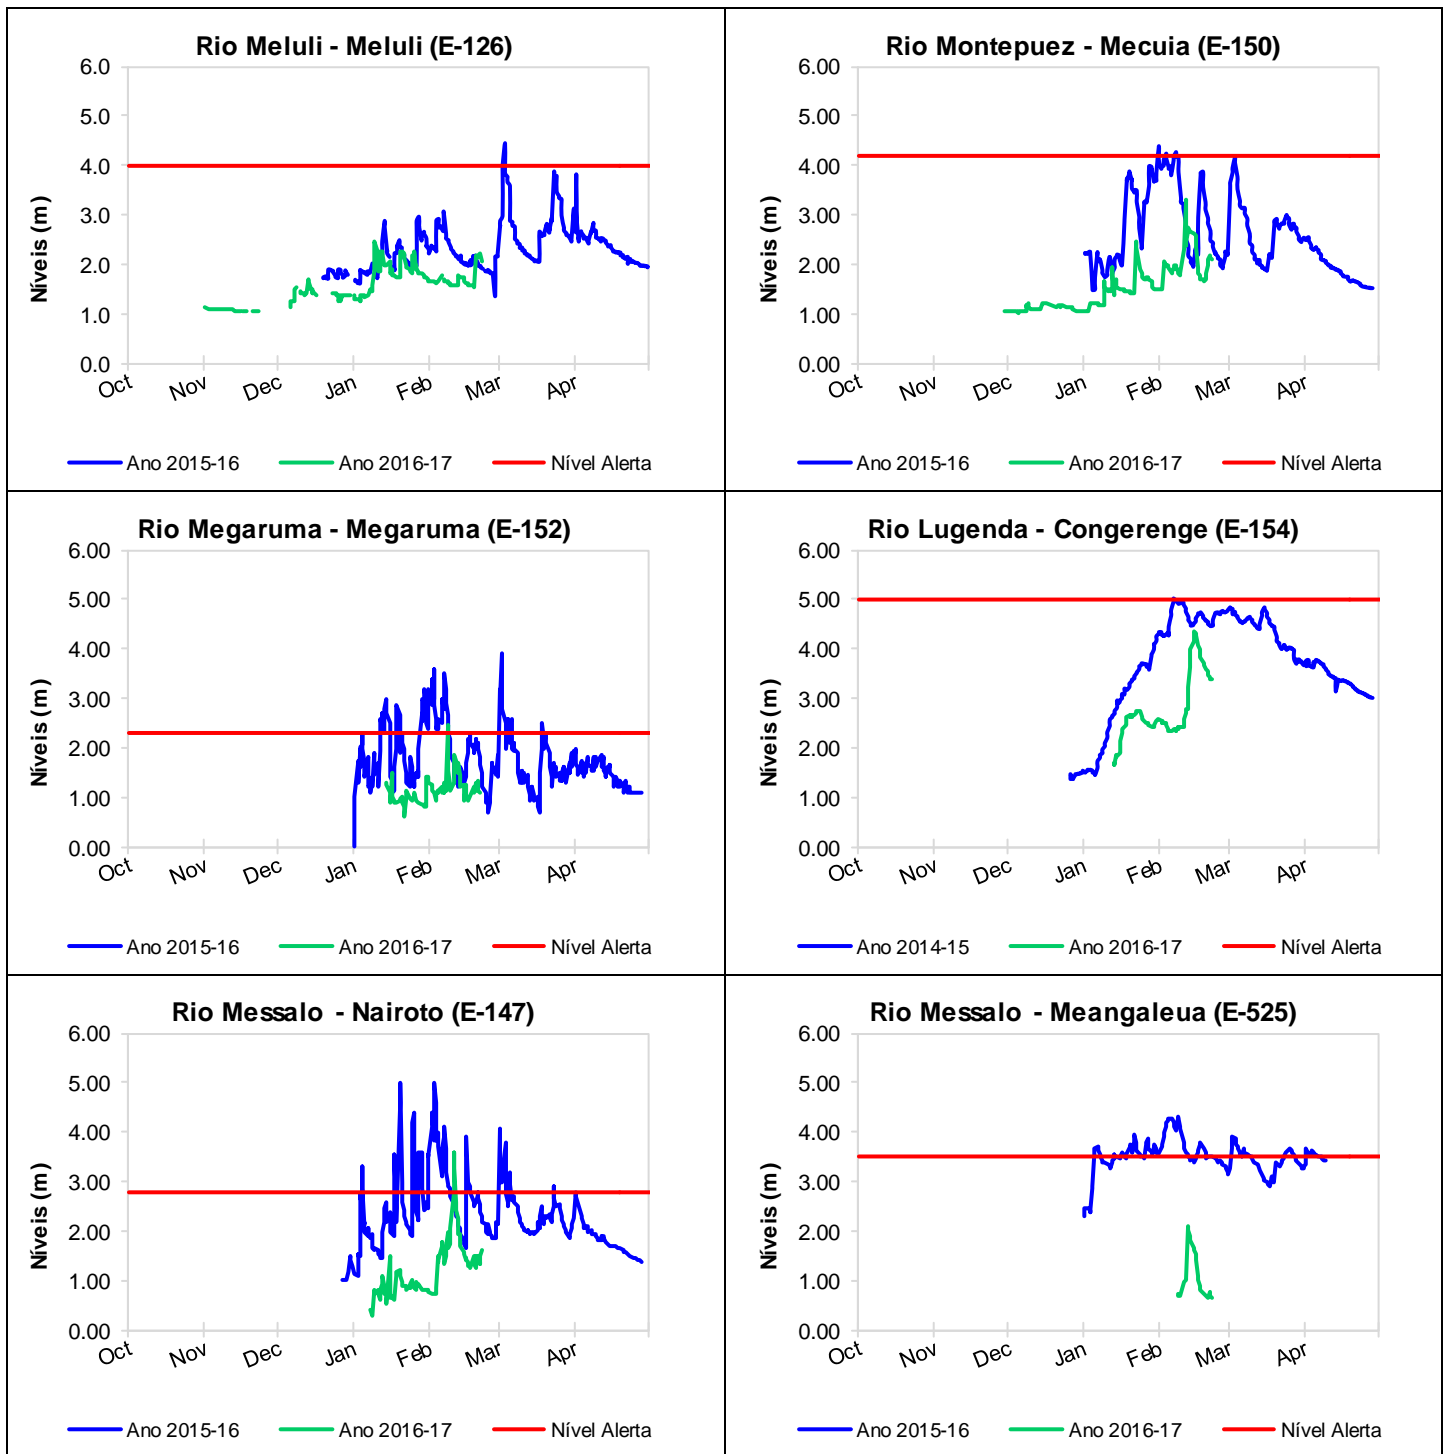 Rio Meluli - Meluli (E-126)
Níveis (m)
6.0
5.0
4.0
3.0
2.0
1.0
0.0
Oct Nov Dec Jan Feb Mar Apr
Ano 2015-16 Ano 2016-17 Nível Alerta
Rio Montepuez - Mecuia (E-150)
6.00
5.00
4.00
3.00
2.00
1.00
0.00
Oct Nov Dec Jan Feb Mar Apr
Ano 2015-16 Ano 2016-17 Nível Alerta
Rio Megaruma - Megaruma (E-152)
Níveis (m)
6.00
5.00
4.00
3.00
2.00
1.00
0.00
Oct Nov Dec Jan Feb Mar Apr
Ano 2015-16 Ano 2016-17 Nível Alerta
Rio Lugenda - Congerenge (E-154)
6.00
5.00
4.00
3.00
2.00
1.00
0.00
Oct Nov Dec Jan Feb Mar Apr
Ano 2014-15 Ano 2016-17 Nível Alerta
Rio Messalo - Nairoto (E-147)
Níveis (m)
6.00
5.00
4.00
3.00
2.00
1.00
0.00
Oct Nov Dec Jan Feb Mar Apr
Ano 2015-16 Ano 2016-17 Nível Alerta
Rio Messalo - Meangaleua (E-525)
6.00
5.00
4.00
3.00
2.00
1.00
0.00
Oct Nov Dec Jan Feb Mar Apr
Ano 2015-16 Ano 2016-17 Nível Alerta